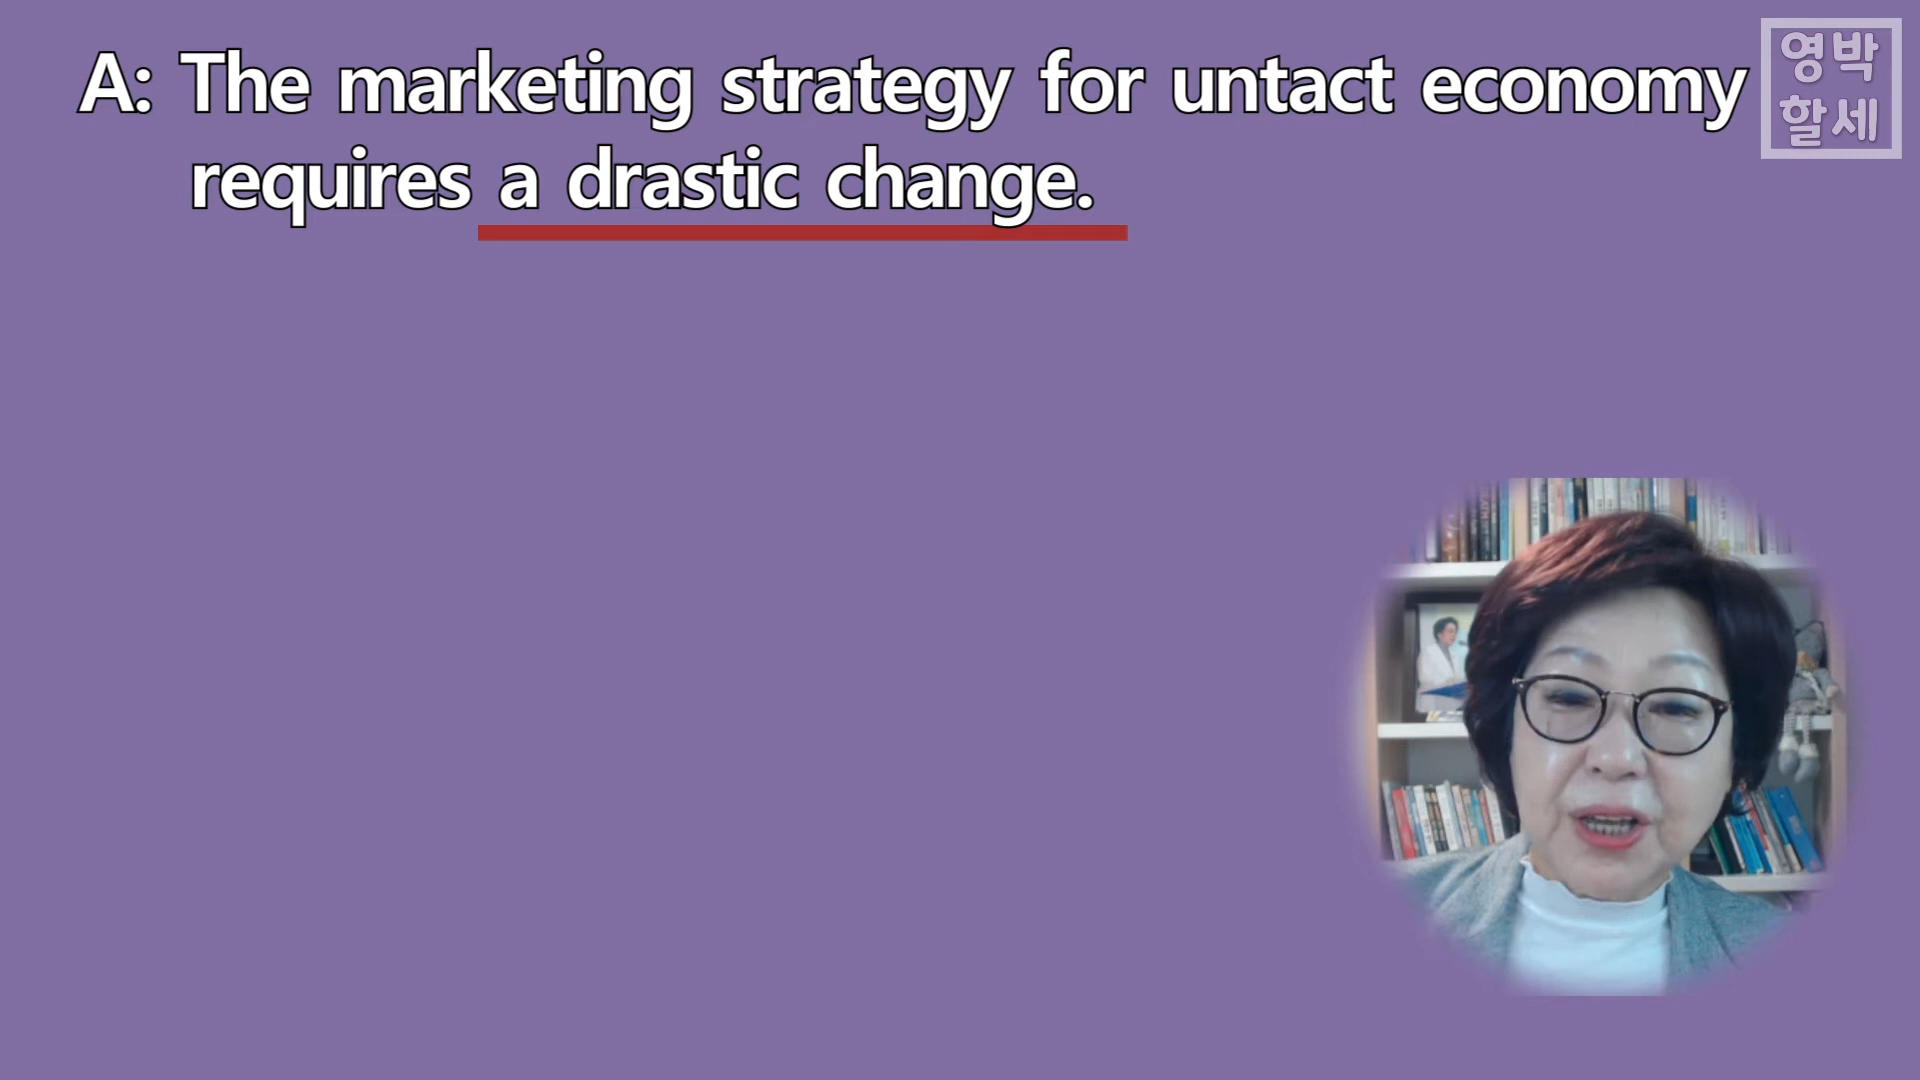 A: The marketing strategy for untact economy
requires a drastic change.
영박
할세